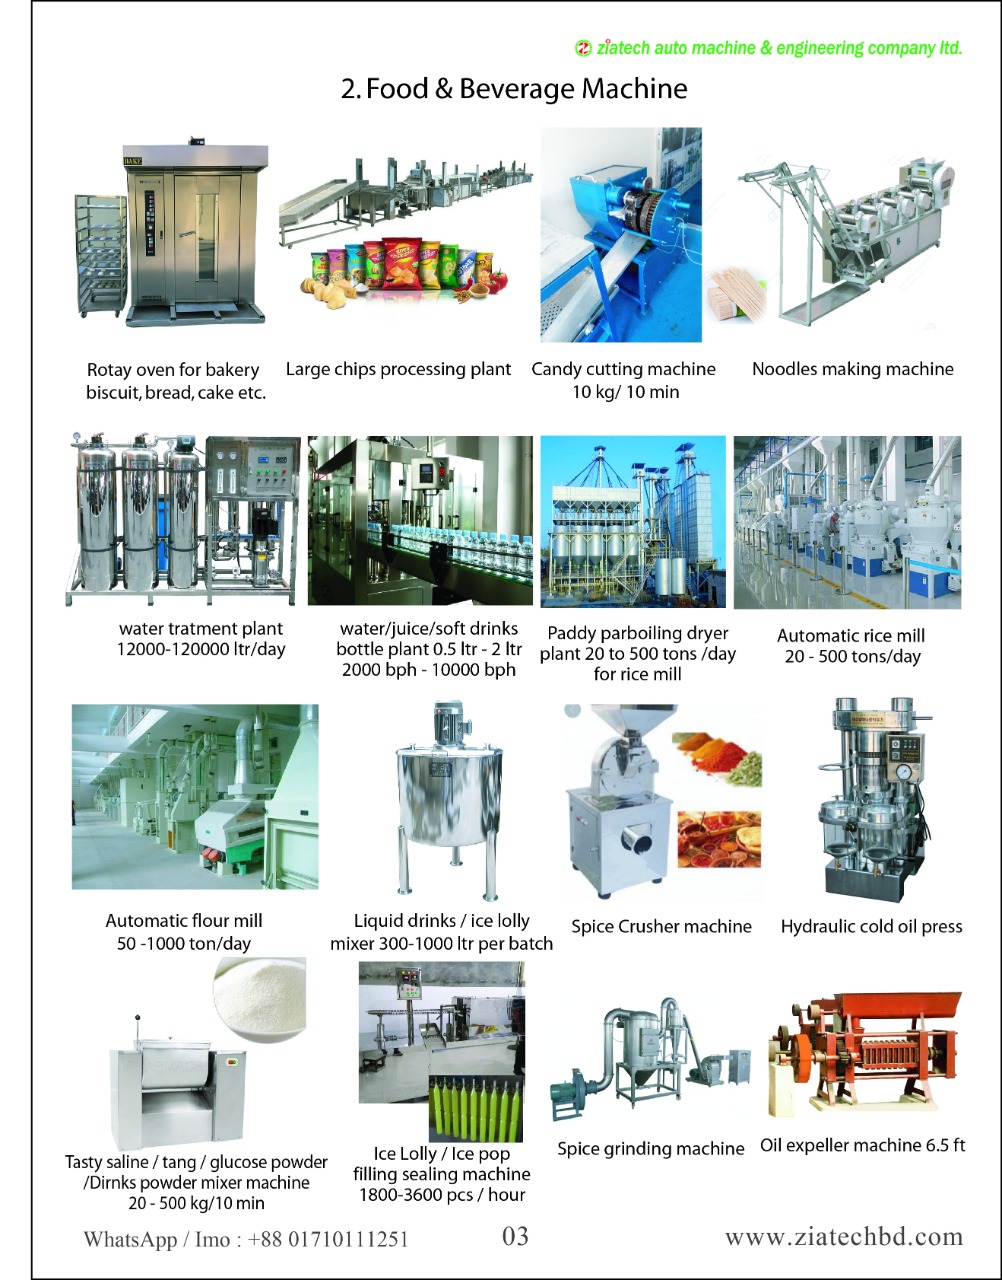 ziatech auto machine & engineering company ltd.
2. Food & Beverage Machine
BAKE
Rotay oven for bakery
biscuit, bread, cake etc.
Large chips processing plant
Candy cutting machine
10 kg/ 10 min
Noodles making machine
water tratment plant
12000-120000 ltr/day
water/juice/soft drinks
bottle plant 0.5 ltr - 2 ltr
2000 bph - 10000 bph
Paddy parboiling dryer
plant 20 to 500 tons /day
for rice mill
Automatic rice mill
20 - 500 tons/day
Automatic flour mill
50 -1000 ton/day
Liquid drinks / ice lolly
mixer 300-1000 ltr per batch
Spice Crusher machine
Hydraulic cold oil press
Tasty saline / tang / glucose powder
/Dirnks powder mixer machine
20 - 500 kg/10 min
Ice Lolly / Ice pop
filling sealing machine
1800-3600 pcs / hour
Spice grinding machine
Oil expeller machine 6.5 ft
WhatsApp / Imo : +88 01710111251
03
www.ziatechbd.com